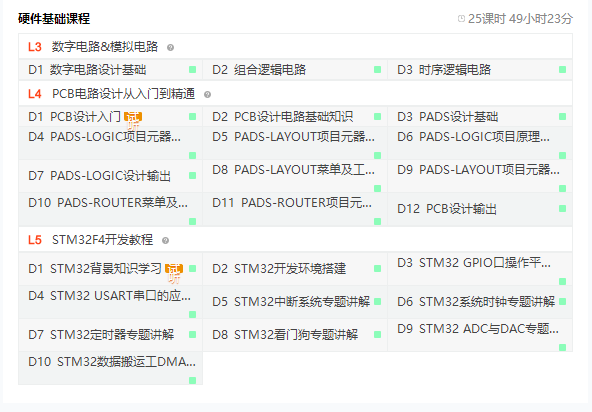 硬件基础课程 25课时 49小时23分
L3 数字电路&模拟电路
D1 数字电路设计基础 D2 组合逻辑电路 D3 时序逻辑电路
L4 PCB电路设计从入门到精通
D1 PCB设计入门 试听 D2 PCB设计电路基础知识 D3 PADS设计基础
D4 PADS-LOGIC项目元器... D5 PADS-LAYOUT项目元器... D6 PADS-LOGIC项目原理...
D7 PADS-LOGIC设计输出 D8 PADS-LAYOUT菜单及工... D9 PADS-LAYOUT项目元器...
D10 PADS-ROUTER菜单及... D11 PADS-ROUTER项目元... D12 PCB设计输出
L5 STM32F4开发教程
D1 STM32背景知识学习 试听 D2 STM32开发环境搭建 D3 STM32 GPIO口操作平...
D4 STM32 USART串口的应... D5 STM32中断系统专题讲解 D6 STM32系统时钟专题讲解
D7 STM32定时器专题讲解 D8 STM32看门狗专题讲解 D9 STM32 ADC与DAC专题...
D10 STM32数据搬运工DMA...